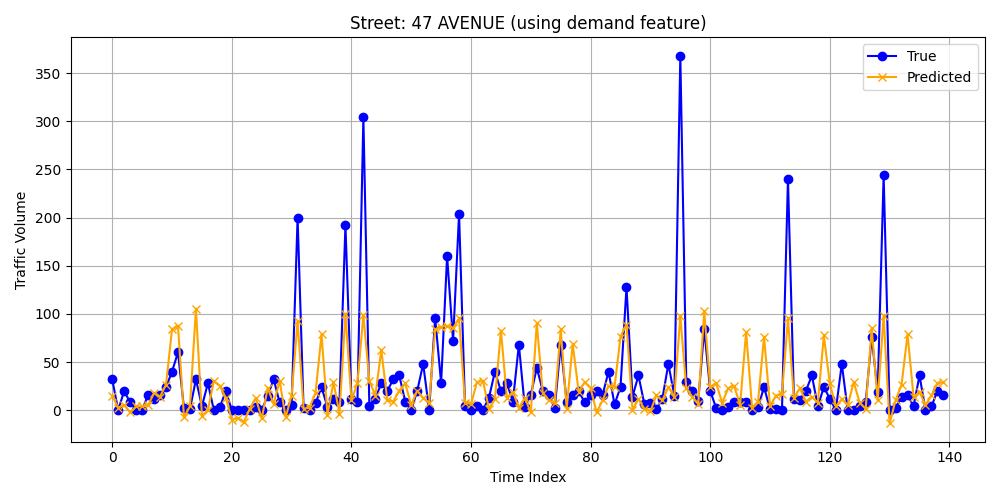 Street: 47 AVENUE (using demand feature)
True
Predicted
Traffic Volume
350
300
250
200
150
100
50
0
0 20 40 60 80 100 120 140
Time Index